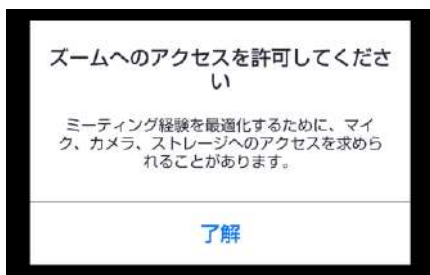 ズームへのアクセスを許可してくださ
い
ミーティング経験を最適化するために、マイ
ク、カメラ、ストレージへのアクセスを求めら
れることがあります。
了解